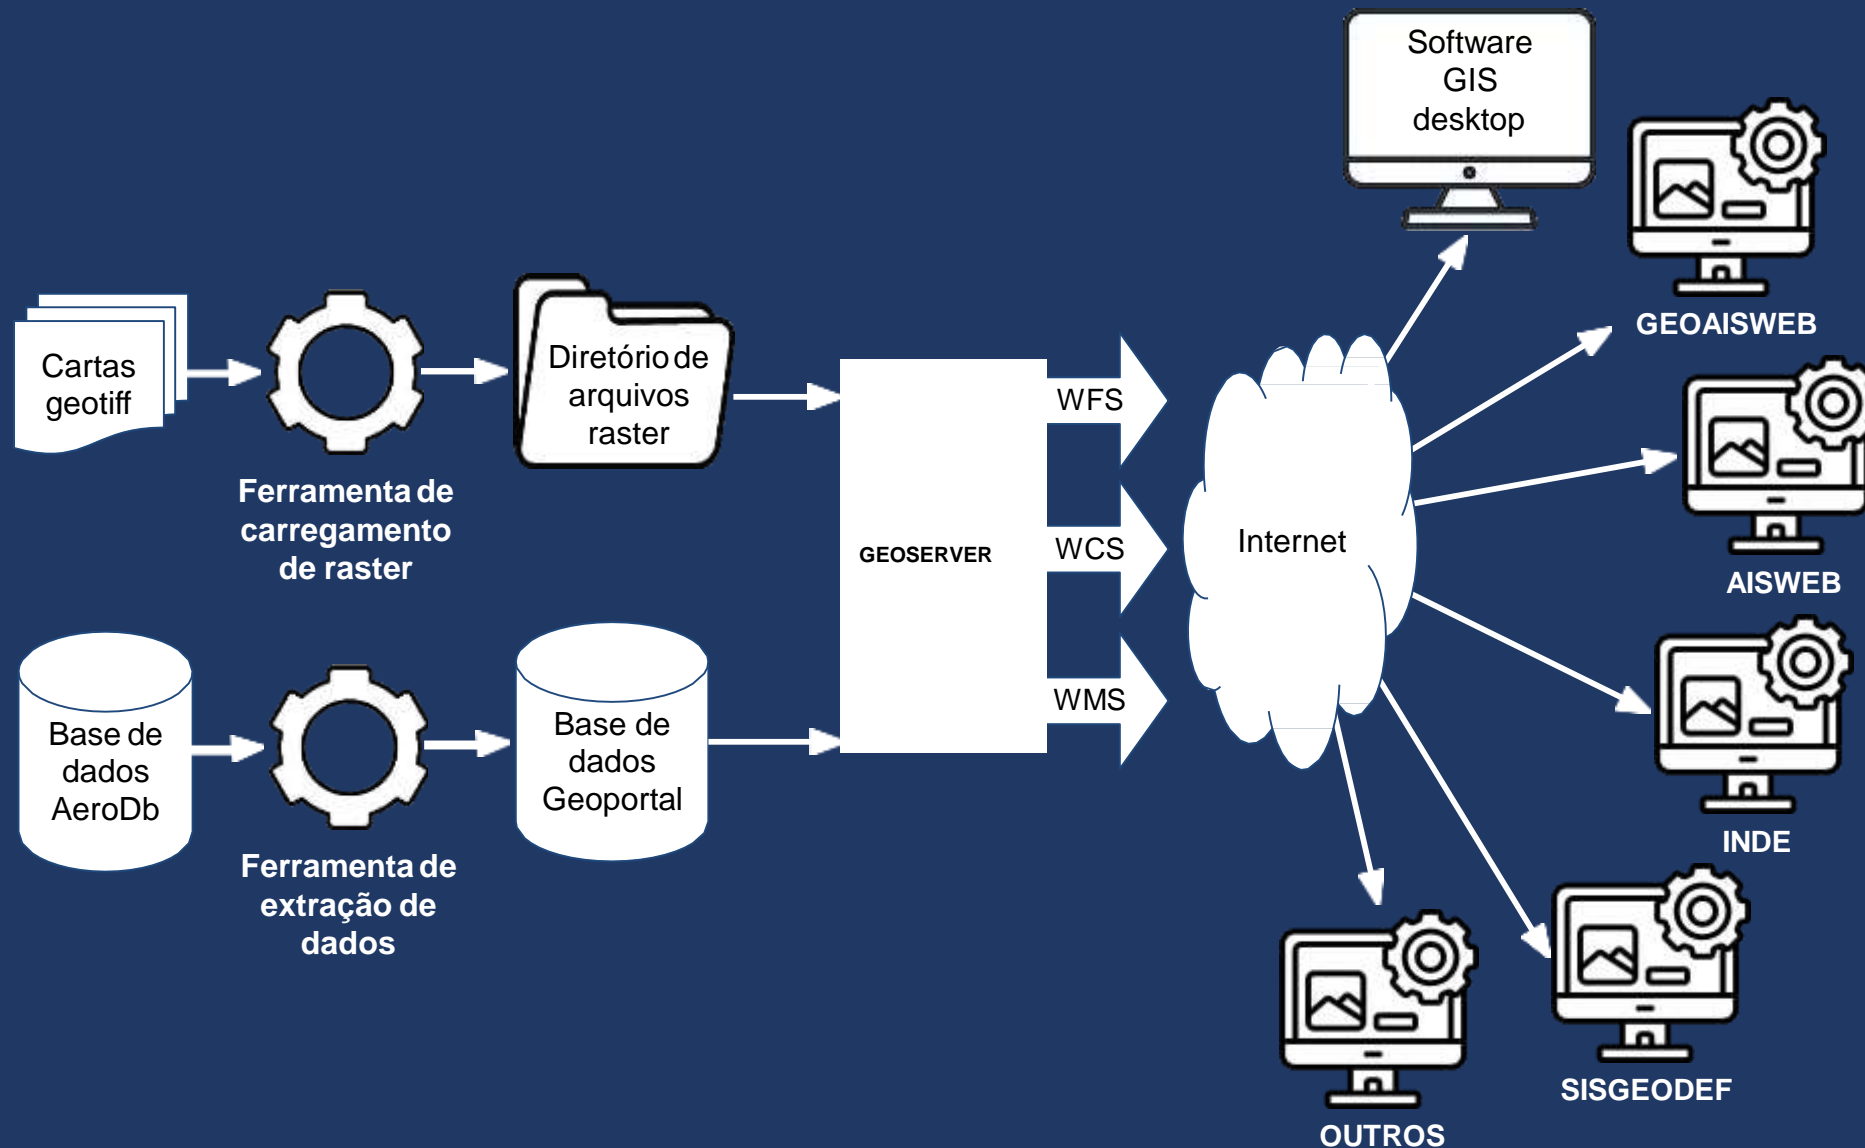 Software
GIS
desktop
GEOAISWEB
Cartas
geotiff
Diretório de
arquivos
raster
Ferramenta de
carregamento
de raster
WFS
WCS
WMS
GEOSERVER
Internet
AISWEB
Base de
dados
AeroDb
Base de
dados
Geoportal
Ferramenta de
extração de
dados
INDE
SISGEODEF
OUTROS